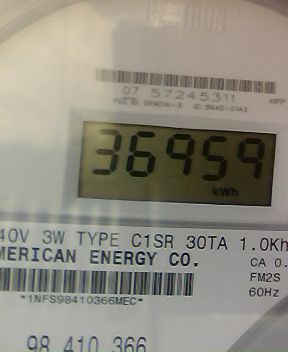 07 57245311
36959
kWh
40V 3W TYPE C1SR 30TA 1.0Kh
MERICAN ENERGY CO.
CA 0.
FM2S
60Hz
*1NFS98410366MEC*
98 410 366